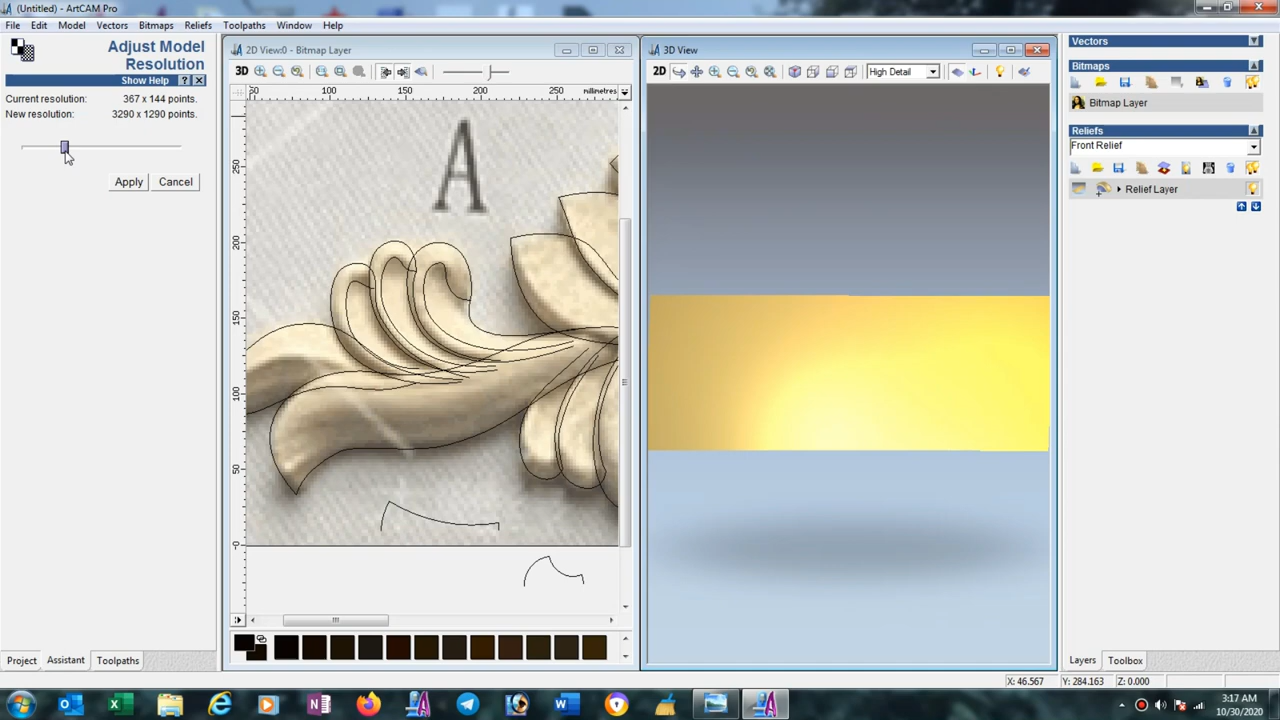 (Untitled) - ArtCAM Pro
File Edit Model Vectors Bitmaps Reliefs Toolpaths Window Help
Adjust Model
Resolution
Show Help ?
Current resolution: 367 x 144 points.
New resolution: 3290 x 1290 points.
Apply Cancel
Project Assistant Toolpaths
2D View:0 - Bitmap Layer
3D
50 100 150 200 250 millimetres
250
200
150
100
50
-0
A
3D View
2D High Detail
Vectors
Bitmaps
Bitmap Layer
Reliefs
Front Relief
Relief Layer
Layers Toolbox
X: 46.567 Y: 284.163 Z: 0.000
3:17 AM
10/30/2020